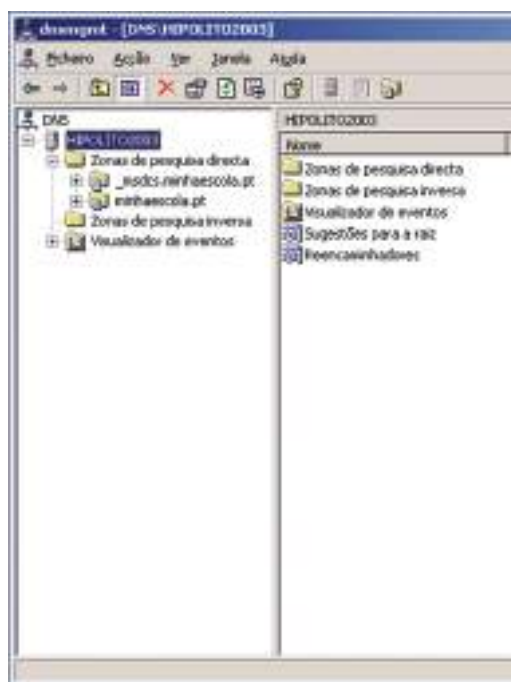 dnsmgmt - [DNS\HIPOLITO2003]
Ficheiro Acção Ver Janela Ajuda
DNS
HIPOLITO2003
Zonas de pesquisa directa
_msdcs.minhaescola.pt
minhaescola.pt
Zonas de pesquisa inversa
Visualizador de eventos
HIPOLITO2003
Nome
Zonas de pesquisa directa
Zonas de pesquisa inversa
Visualizador de eventos
Sugestões para a raiz
Reencaminhadores